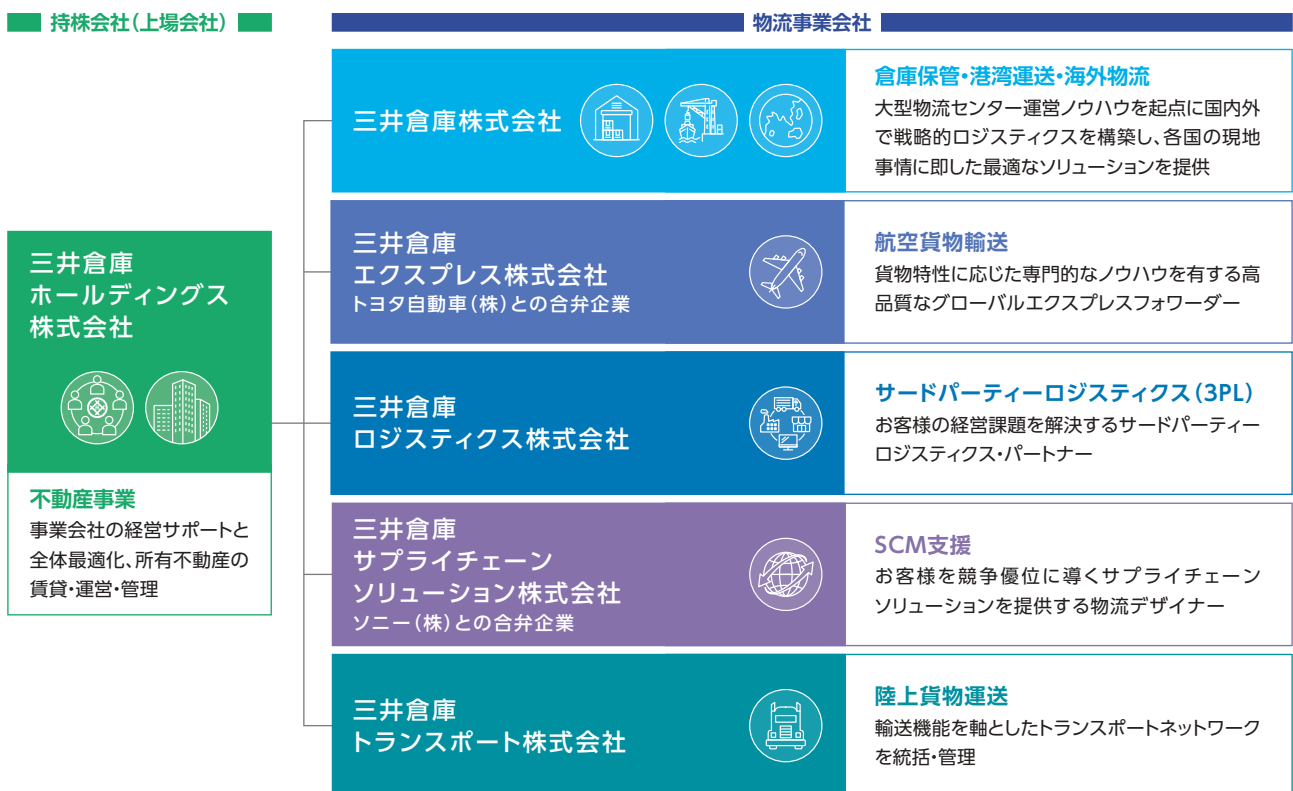 持株会社(上場会社)
物流事業会社
三井倉庫
ホールディングス
株式会社
不動産事業
事業会社の経営サポートと
全体最適化、所有不動産の
賃貸・運営・管理
三井倉庫株式会社
倉庫保管・港湾運送・海外物流
大型物流センター運営ノウハウを起点に国内外
で戦略的ロジスティクスを構築し、各国の現地
事情に即した最適なソリューションを提供
三井倉庫
エクスプレス株式会社
トヨタ自動車(株)との合弁企業
航空貨物輸送
貨物特性に応じた専門的なノウハウを有する高
品質なグローバルエクスプレスフォワーダー
三井倉庫
ロジスティクス株式会社
サードパーティーロジスティクス(3PL)
お客様の経営課題を解決するサードパーティー
ロジスティクス・パートナー
三井倉庫
サプライチェーン
ソリューション株式会社
ソニー(株)との合弁企業
SCM支援
お客様を競争優位に導くサプライチェーン
ソリューションを提供する物流デザイナー
三井倉庫
トランスポート株式会社
陸上貨物運送
輸送機能を軸としたトランスポートネットワーク
を統括・管理